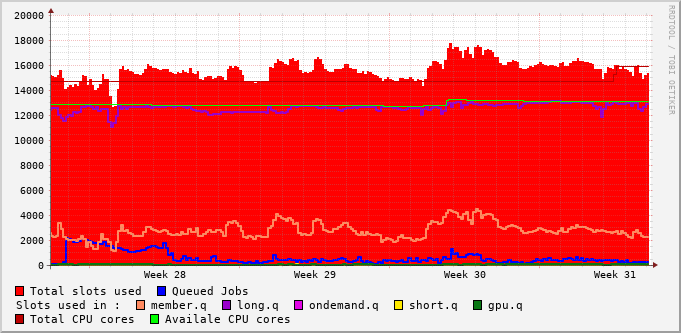 20000
18000
16000
14000
12000
10000
8000
6000
4000
2000
0
Week 28 Week 29 Week 30 Week 31
Total slots used Queued Jobs
Slots used in : member.q long.q ondemand.q short.q gpu.q
Total CPU cores Availale CPU cores
RRDTOOL / TOBI OETIKER